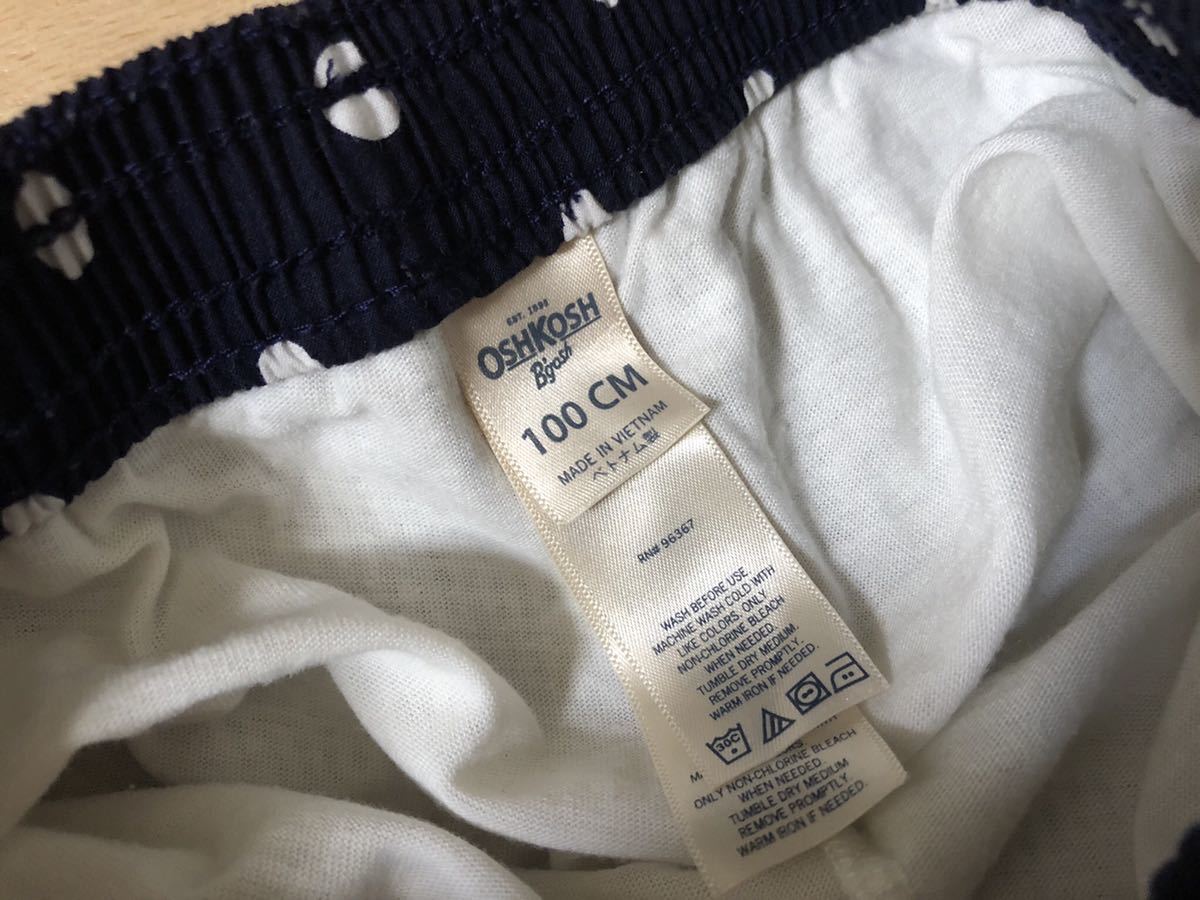 EST. 1895
OSHKOSH
B'gosh
100 CM
MADE IN VIETNAM
ベトナム製
RN# 96367
WASH BEFORE USE
MACHINE WASH COLD WITH
LIKE COLORS, ONLY
NON-CHLORINE BLEACH
WHEN NEEDED.
TUMBLE DRY MEDIUM.
REMOVE PROMPTLY.
WARM IRON IF NEEDED.
30C
M.
ONLY NON-CHLORINE BLEACH
WHEN NEEDED
TUMBLE DRY MEDIUM
REMOVE PROMPTLY
WARM IRON IF NEEDED.